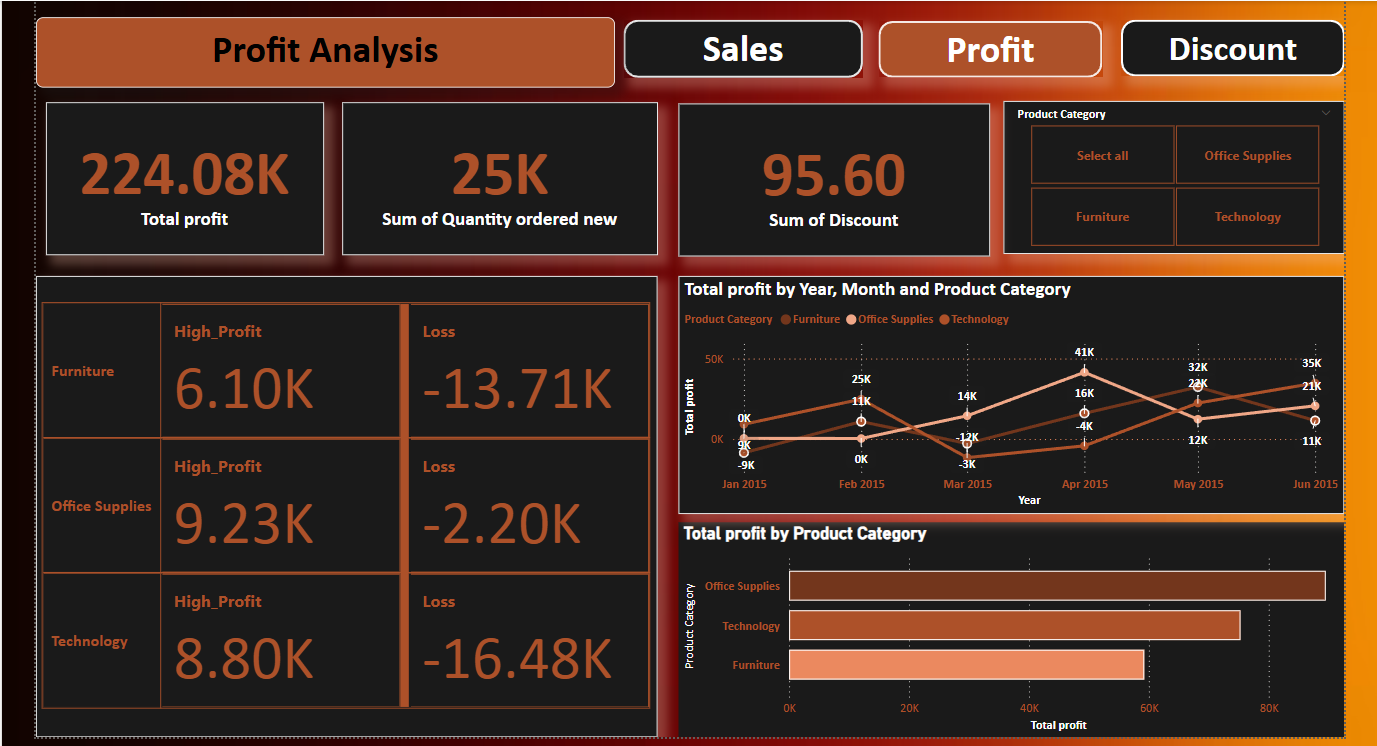 Profit Analysis
Sales
Profit
Discount
224.08K
Total profit
25K
Sum of Quantity ordered new
95.60
Sum of Discount
Product Category
Select all
Office Supplies
Furniture
Technology
Furniture
High_Profit
6.10K
Loss
-13.71K
Office Supplies
High_Profit
9.23K
Loss
-2.20K
Technology
High_Profit
8.80K
Loss
-16.48K
Total profit by Year, Month and Product Category
Product Category Furniture Office Supplies Technology
Total profit
50K
0K
0K
9K
-9K
25K
11K
0K
14K
-12K
-3K
41K
16K
-4K
32K
22K
12K
35K
21K
11K
Jan 2015 Feb 2015 Mar 2015 Apr 2015 May 2015 Jun 2015
Year
Total profit by Product Category
Product Category
Office Supplies
Technology
Furniture
0K 20K 40K 60K 80K
Total profit